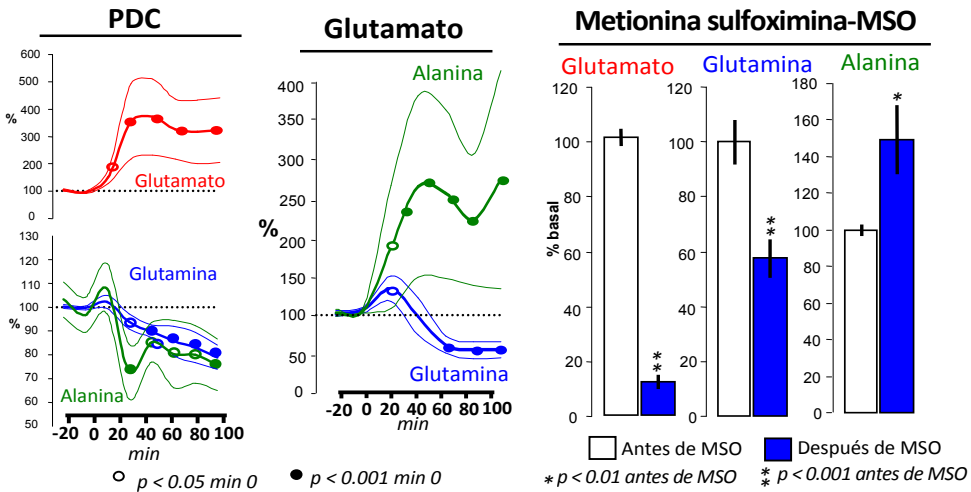 PDC
Glutamato
Metionina sulfoximina-MSO
600
500
400
%
300
200
100
0
Glutamato
130
120
110
100
%
90
80
70
60
50
Glutamina
Alanina
-20 0 20 40 60 80 100
min
400
350
300
250
%
200
150
100
50
0
Alanina
Glutamina
-20 0 20 40 60 80 100
min
Glutamato
Glutamina
Alanina
% basal
120
100
80
60
40
20
0
**
120
100
80
60
40
20
0
**
180
160
140
120
100
80
60
40
20
0
*
Antes de MSO
Después de MSO
p < 0.05 min 0
p < 0.001 min 0
* p < 0.01 antes de MSO
** p < 0.001 antes de MSO